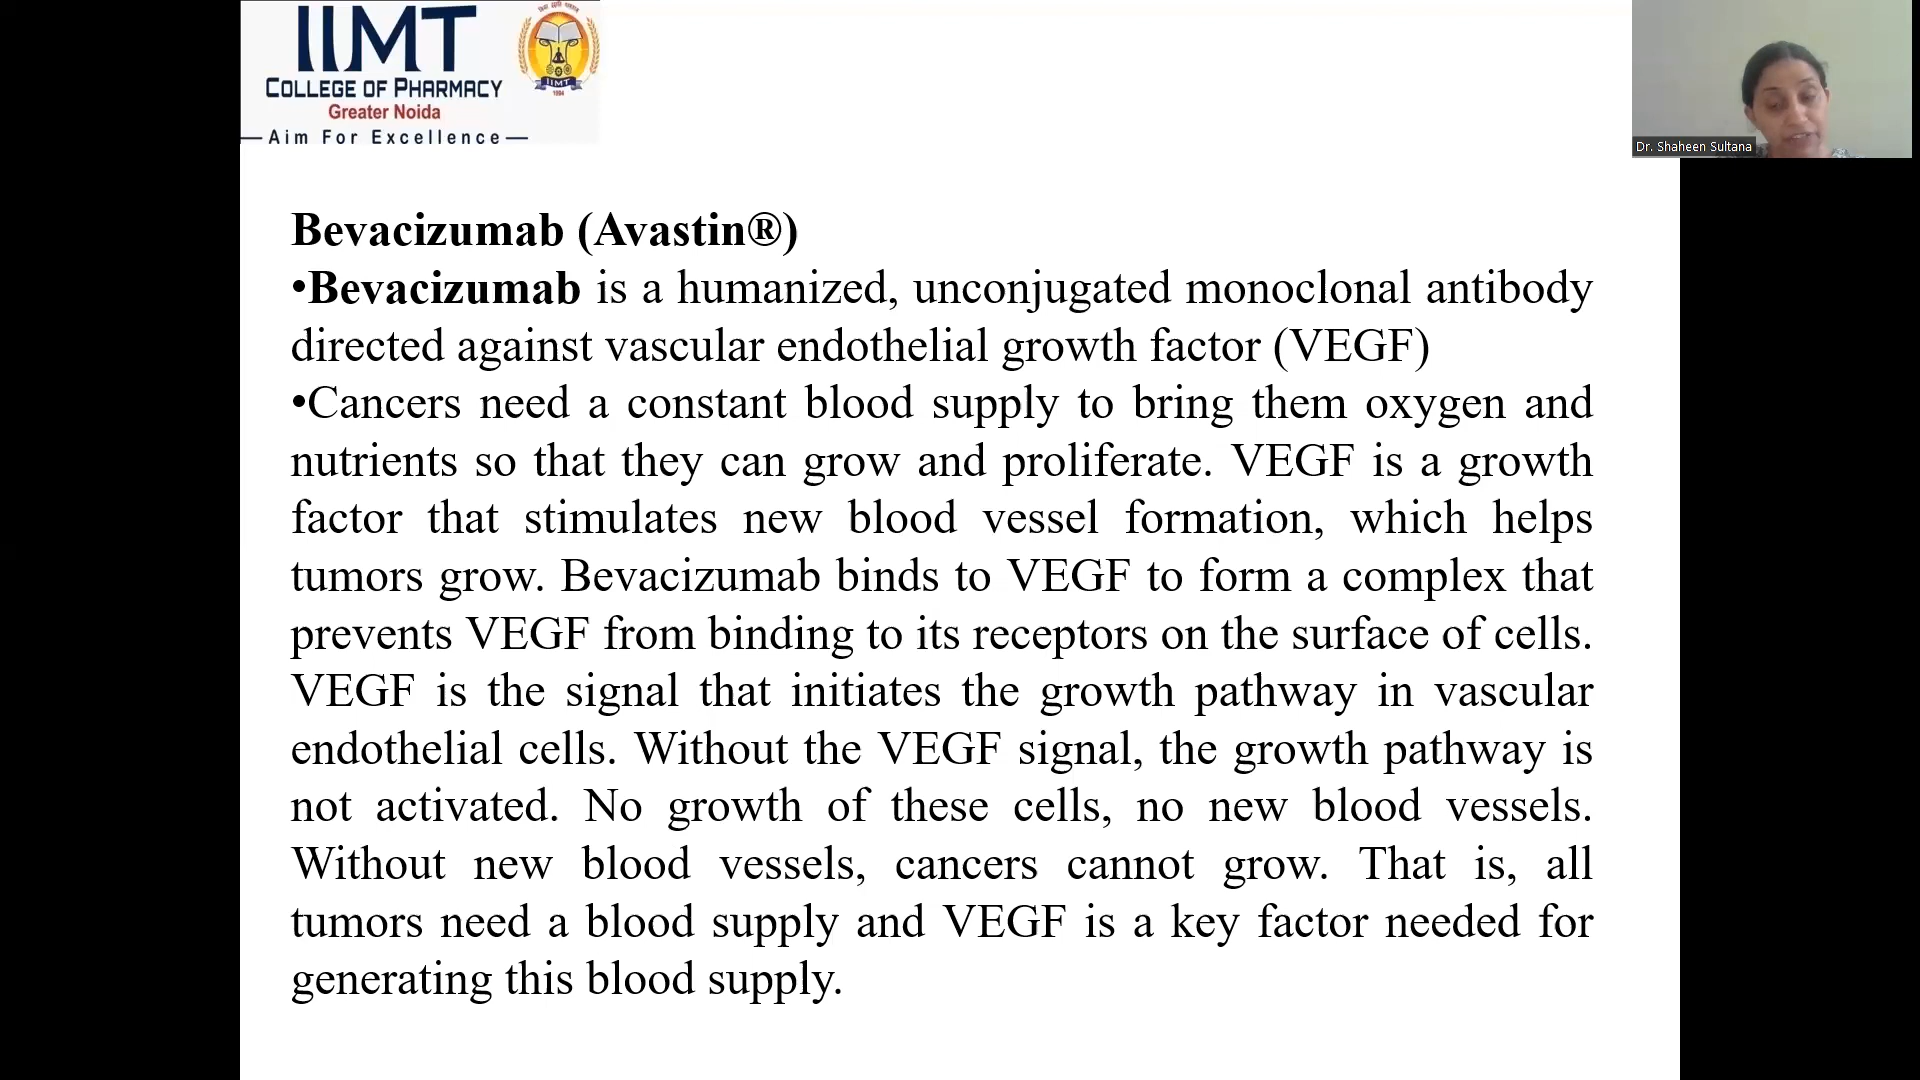 IIMT
COLLEGE OF PHARMACY
Greater Noida
—Aim For Excellence—
IIMT
1994
Dr. Shaheen Sultana
Bevacizumab (Avastin®)
•Bevacizumab is a humanized, unconjugated monoclonal antibody
directed against vascular endothelial growth factor (VEGF)
•Cancers need a constant blood supply to bring them oxygen and
nutrients so that they can grow and proliferate. VEGF is a growth
factor that stimulates new blood vessel formation, which helps
tumors grow. Bevacizumab binds to VEGF to form a complex that
prevents VEGF from binding to its receptors on the surface of cells.
VEGF is the signal that initiates the growth pathway in vascular
endothelial cells. Without the VEGF signal, the growth pathway is
not activated. No growth of these cells, no new blood vessels.
Without new blood vessels, cancers cannot grow. That is, all
tumors need a blood supply and VEGF is a key factor needed for
generating this blood supply.